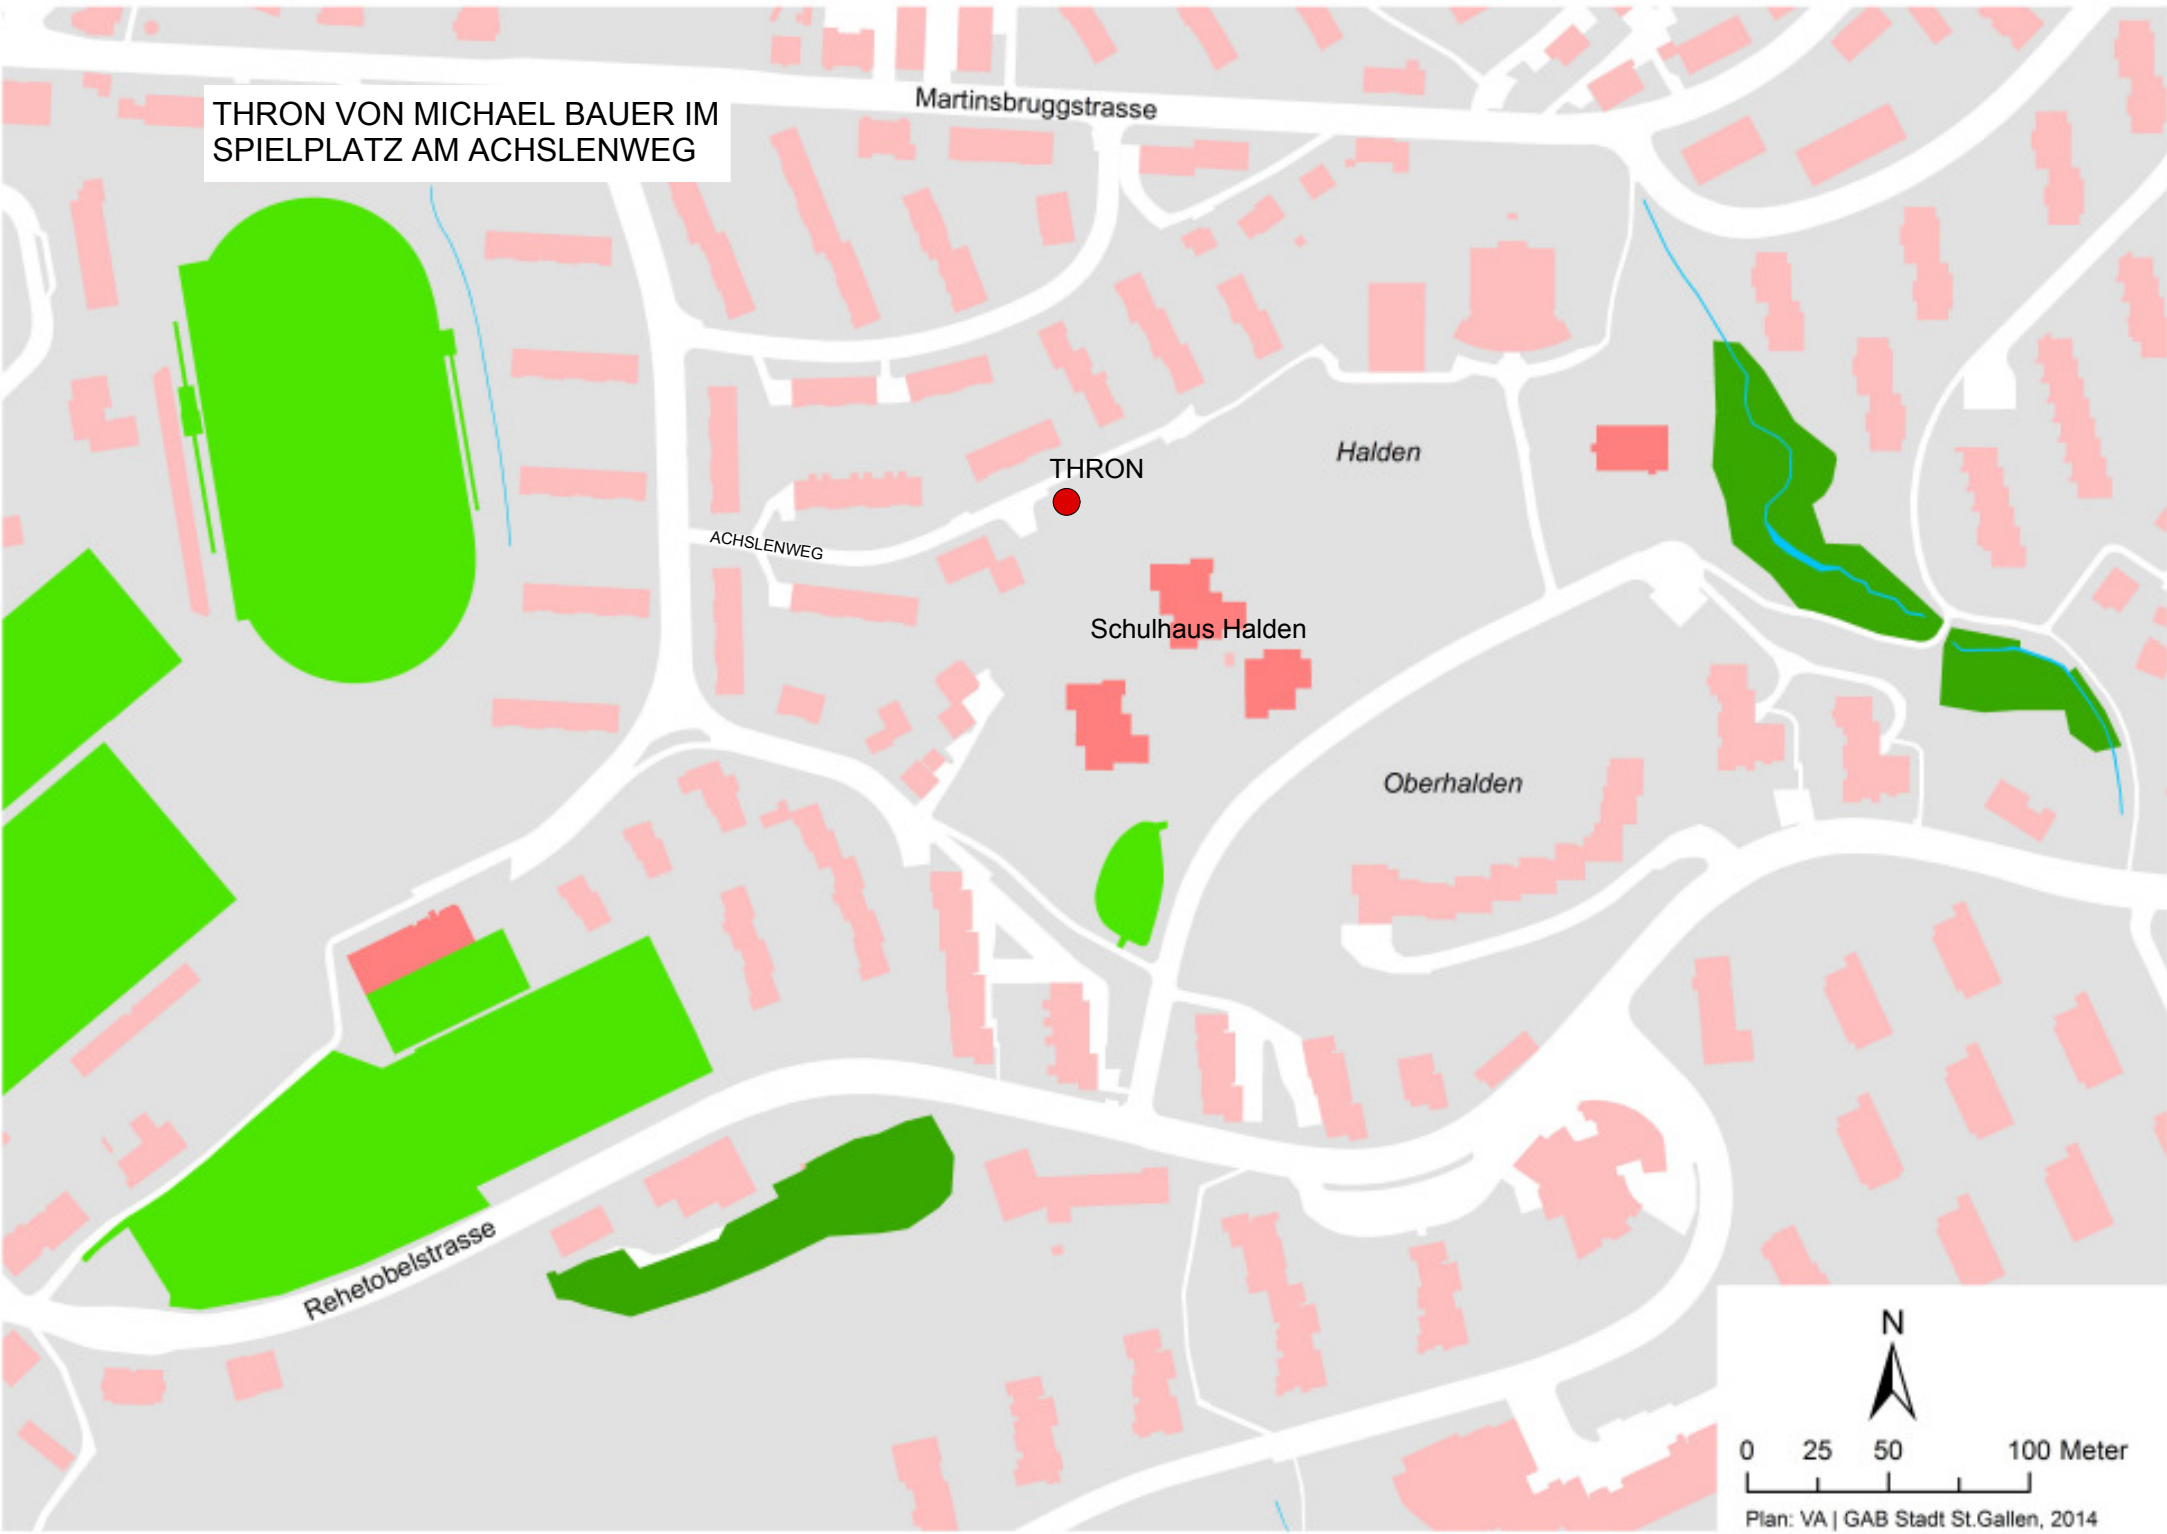 THRON VON MICHAEL BAUER IM
SPIELPLATZ AM ACHSLENWEG
Martinsbruggstrasse
Halden
THRON
ACHSLENWEG
Schulhaus Halden
Oberhalden
Rehetobelstrasse
N
0 25 50 100 Meter
Plan: VA | GAB Stadt St.Gallen, 2014